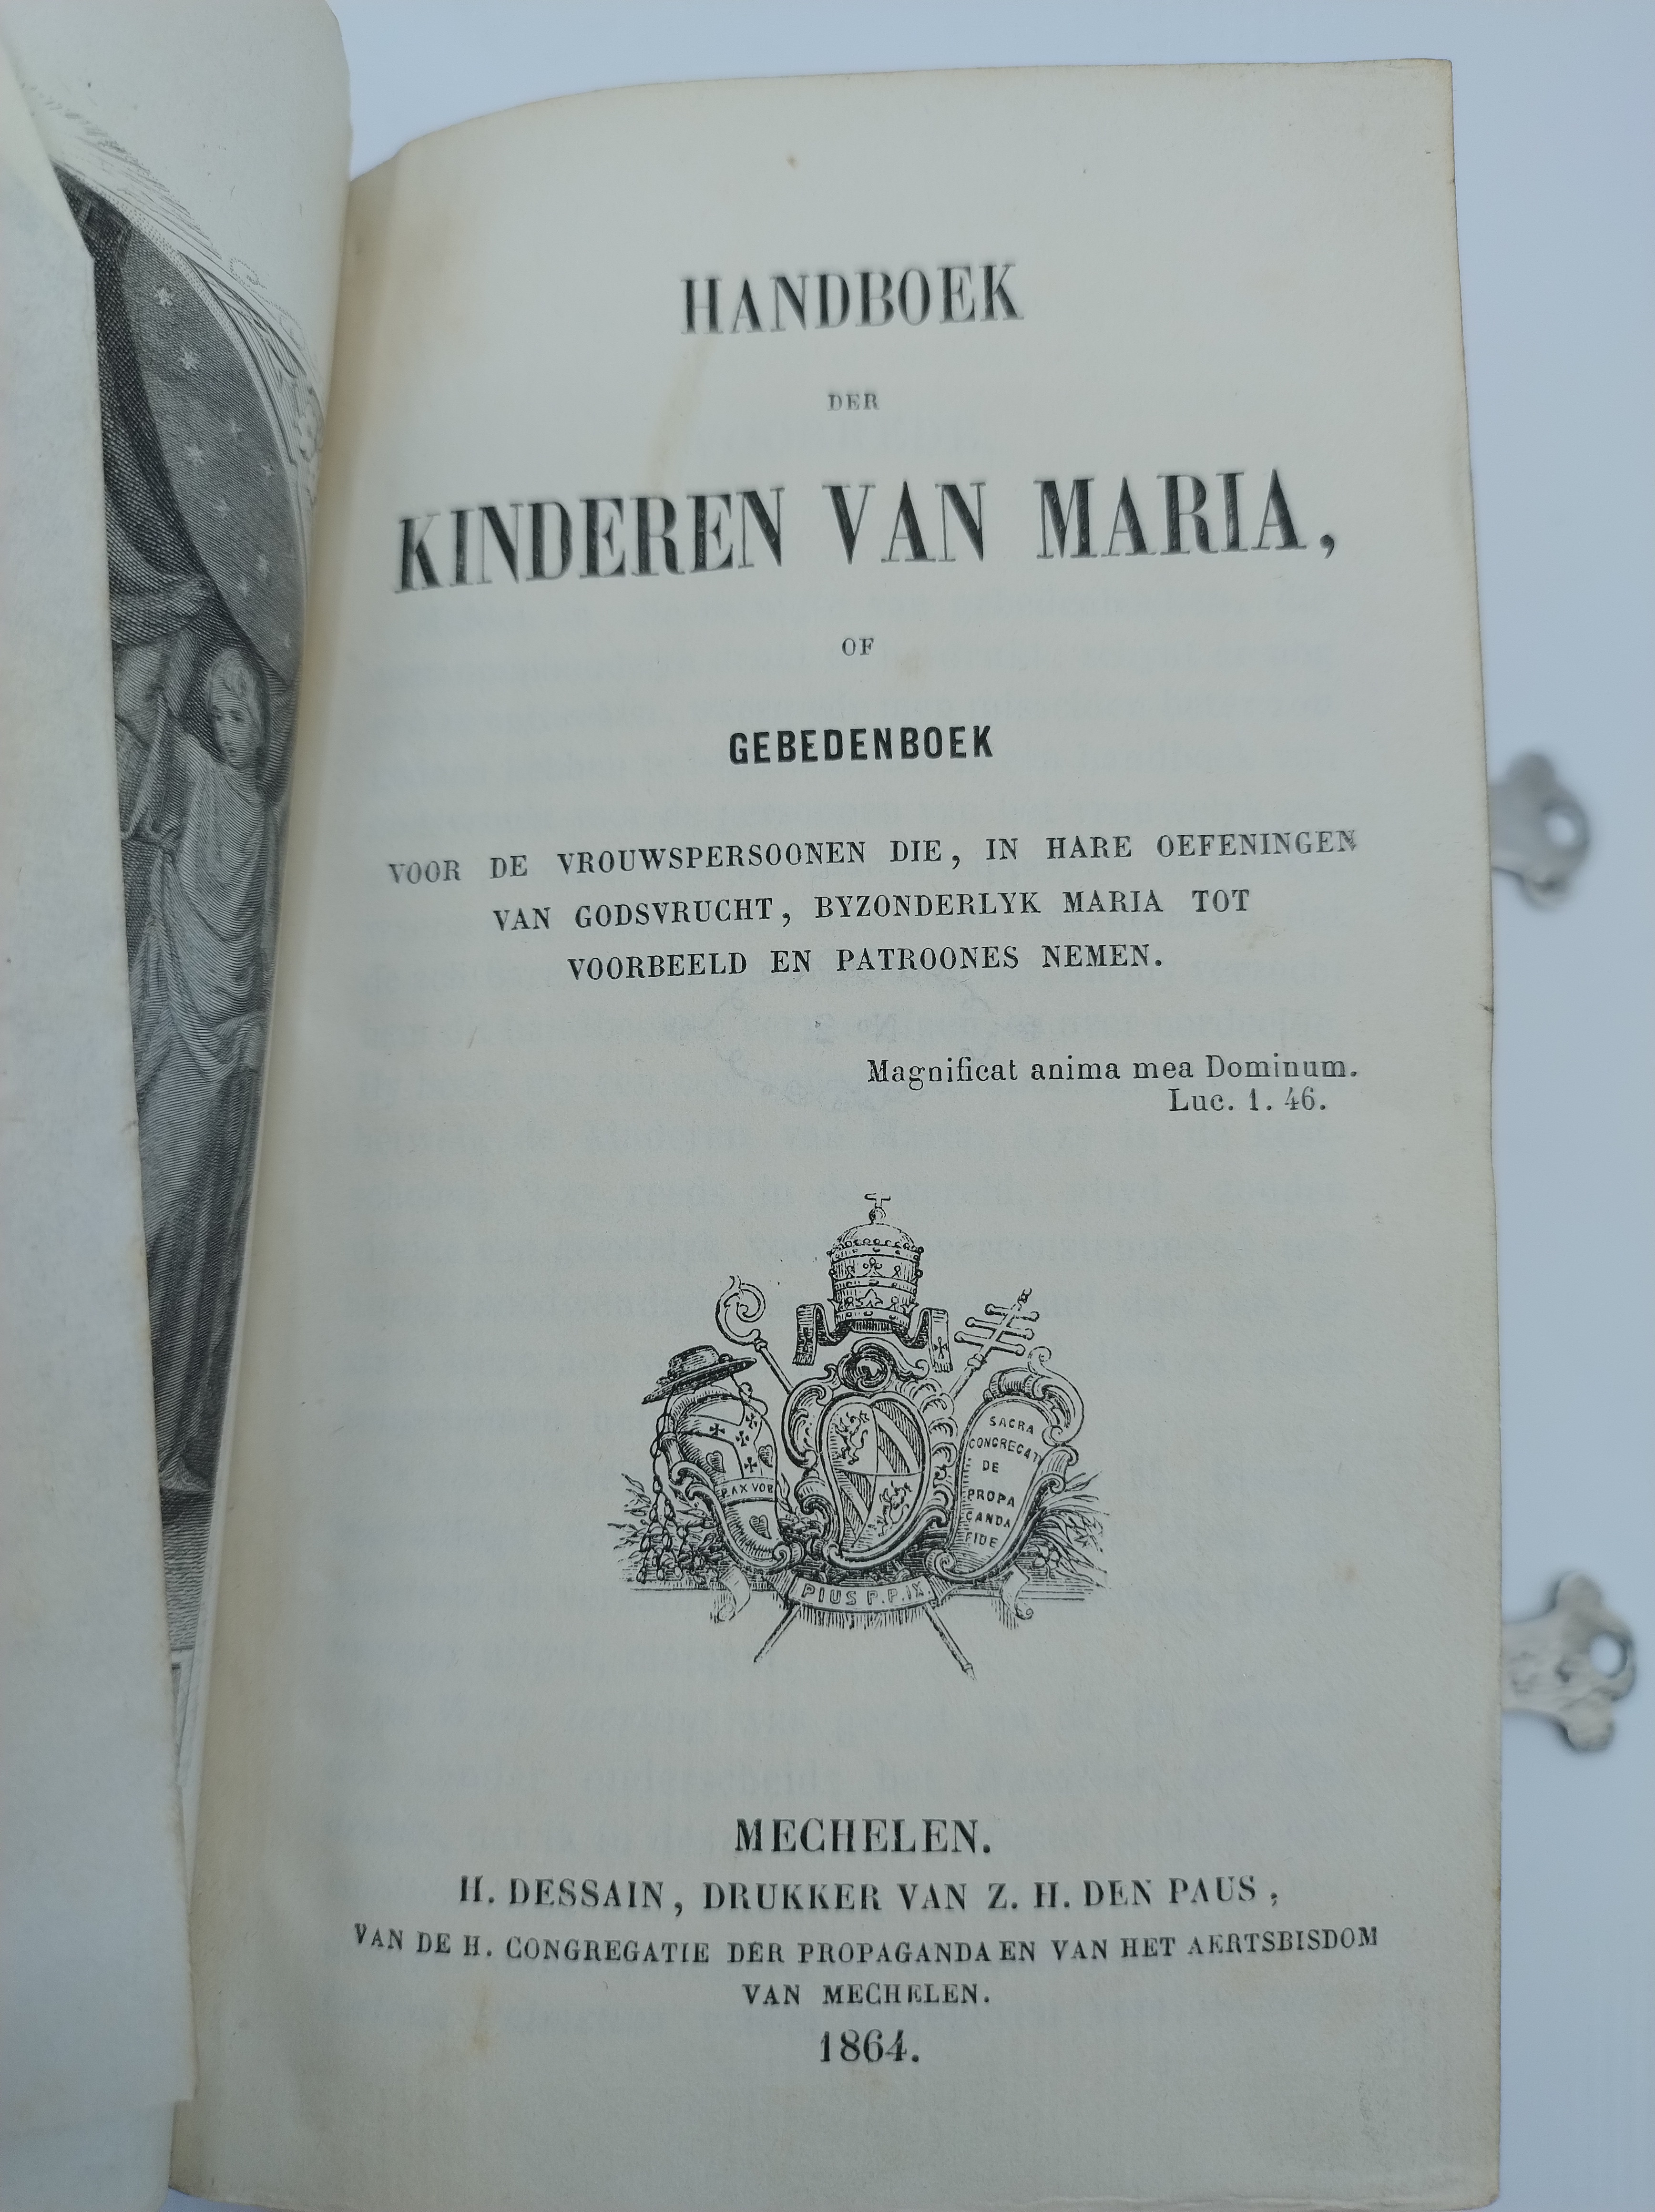 HANDBOEK
DER
KINDEREN VAN MARIA,
OF
GEBEDENBOEK
VOOR DE VROUWSPERSOONEN DIE, IN HARE OEFENINGEN
VAN GODSVRUCHT, BYZONDERLYK MARIA TOT
VOORBEELD EN PATROONES NEMEN.
Magnificat anima mea Dominum.
Luc. 1. 46.
PAX VOB
SACRA
CONGREGAT
DE
PROPA
GANDA
FIDE
PIUS P.P.IX.
MECHELEN.
H. DESSAIN, DRUKKER VAN Z. H. DEN PAUS,
VAN DE H. CONGREGATIE DER PROPAGANDA EN VAN HET AERTSBISDOM
VAN MECHELEN.
1864.